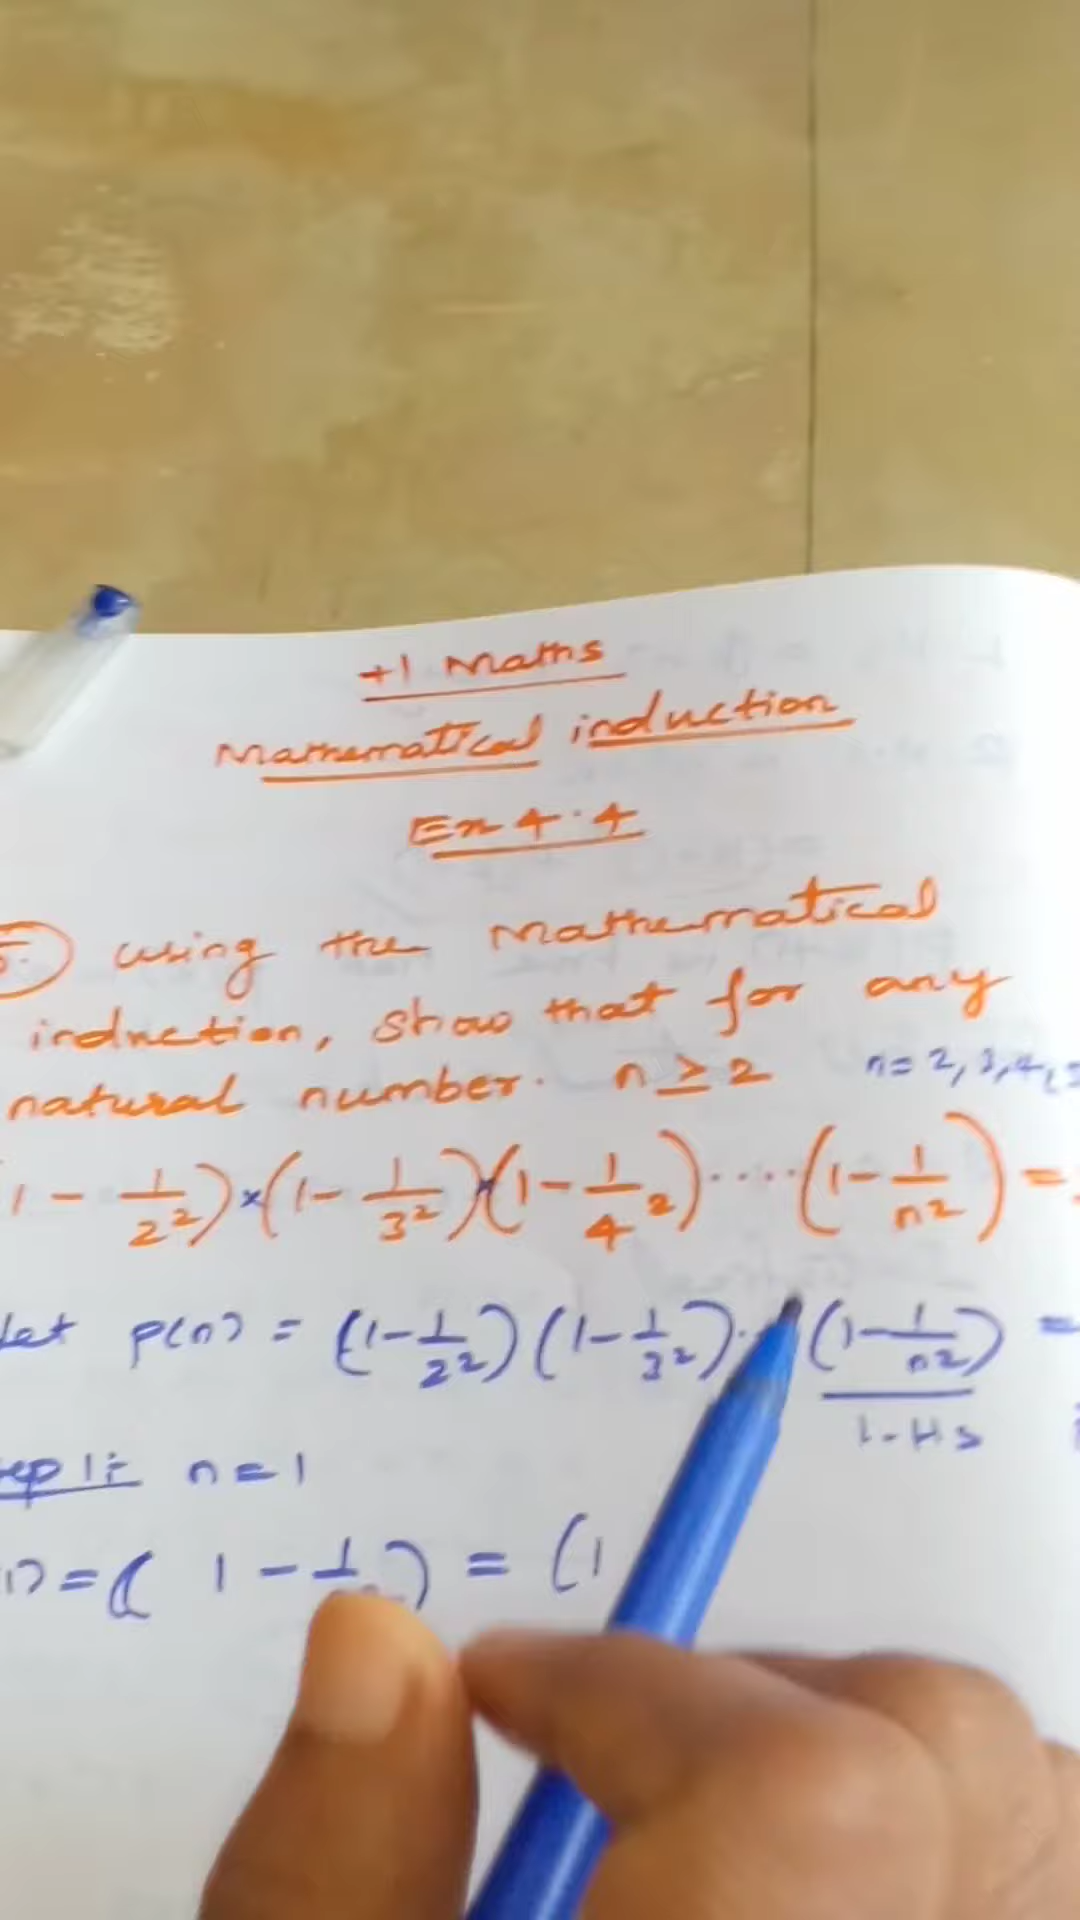 +1 Maths
Mathematical induction
Ex 4.4
5.) Using the Mathematical
induction, show that for any
natural number. n ≥ 2 n = 2, 3, 4,
1 - 1/2²) × (1 - 1/3²) × (1 - 1/4²) ..... (1 - 1/n²) =
Let P(n) = (1 - 1/2²) (1 - 1/3²) .. (1 - 1/n²) =
L.H.S
Step 1: n = 1
1) = ( 1 - 1/ ) = (1